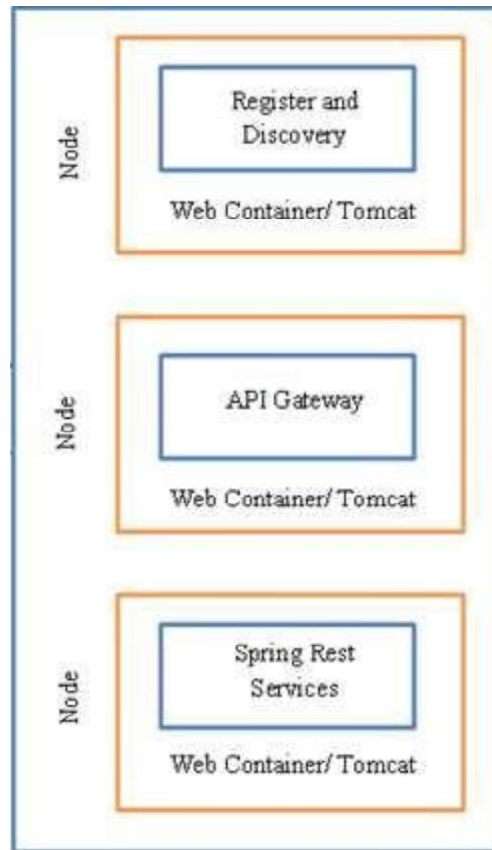 Node
Register and
Discovery
Web Container/ Tomcat
Node
API Gateway
Web Container/ Tomcat
Node
Spring Rest
Services
Web Container/ Tomcat